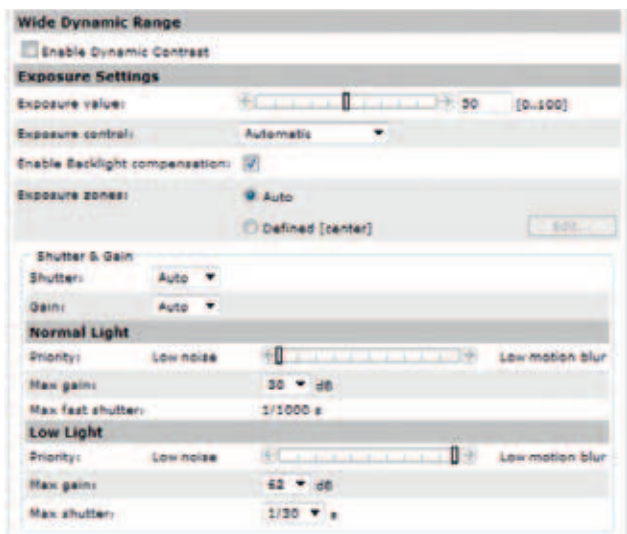 Wide Dynamic Range
Enable Dynamic Contrast
Exposure Settings
Exposure value: 50 [0..100]
Exposure control: Automatic
Enable Backlight compensation:
Exposure zones: Auto
Defined [center] Edit...
Shutter & Gain
Shutter: Auto
Gain: Auto
Normal Light
Priority: Low noise Low motion blur
Max gain: 30 dB
Max fast shutter: 1/1000 s
Low Light
Priority: Low noise Low motion blur
Max gain: 62 dB
Max shutter: 1/30 s